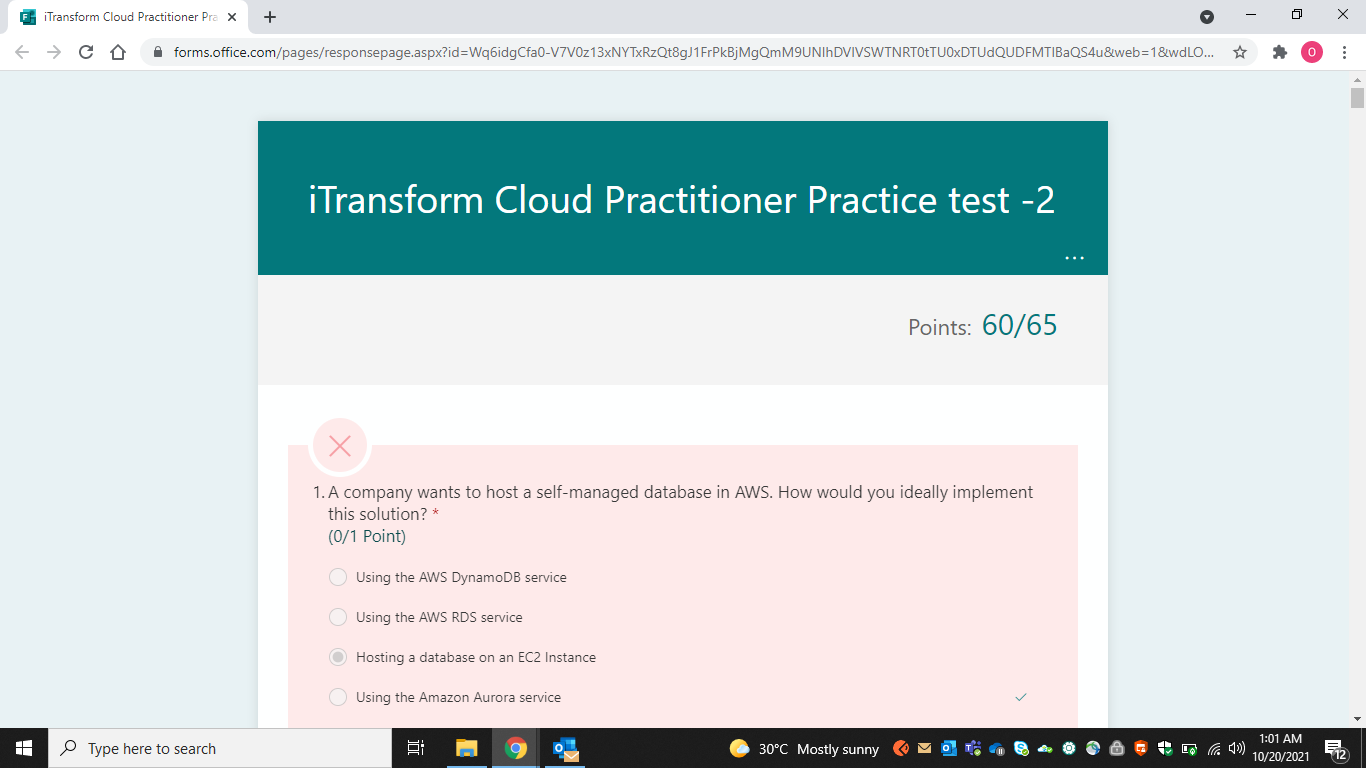 iTransform Cloud Practitioner Pra
forms.office.com/pages/responsepage.aspx?id=Wq6idgCfa0-V7V0z13xNYTxRzQt8gJ1FrPkBjMgQmM9UNlhDVlVSWTNRT0tTU0xDTUdQUDFMTlBaQS4u&web=1&wdLO...
O
iTransform Cloud Practitioner Practice test -2
...
Points: 60/65
1. A company wants to host a self-managed database in AWS. How would you ideally implement
this solution? *
(0/1 Point)
Using the AWS DynamoDB service
Using the AWS RDS service
Hosting a database on an EC2 Instance
Using the Amazon Aurora service
Type here to search
30°C Mostly sunny
1:01 AM
10/20/2021
12